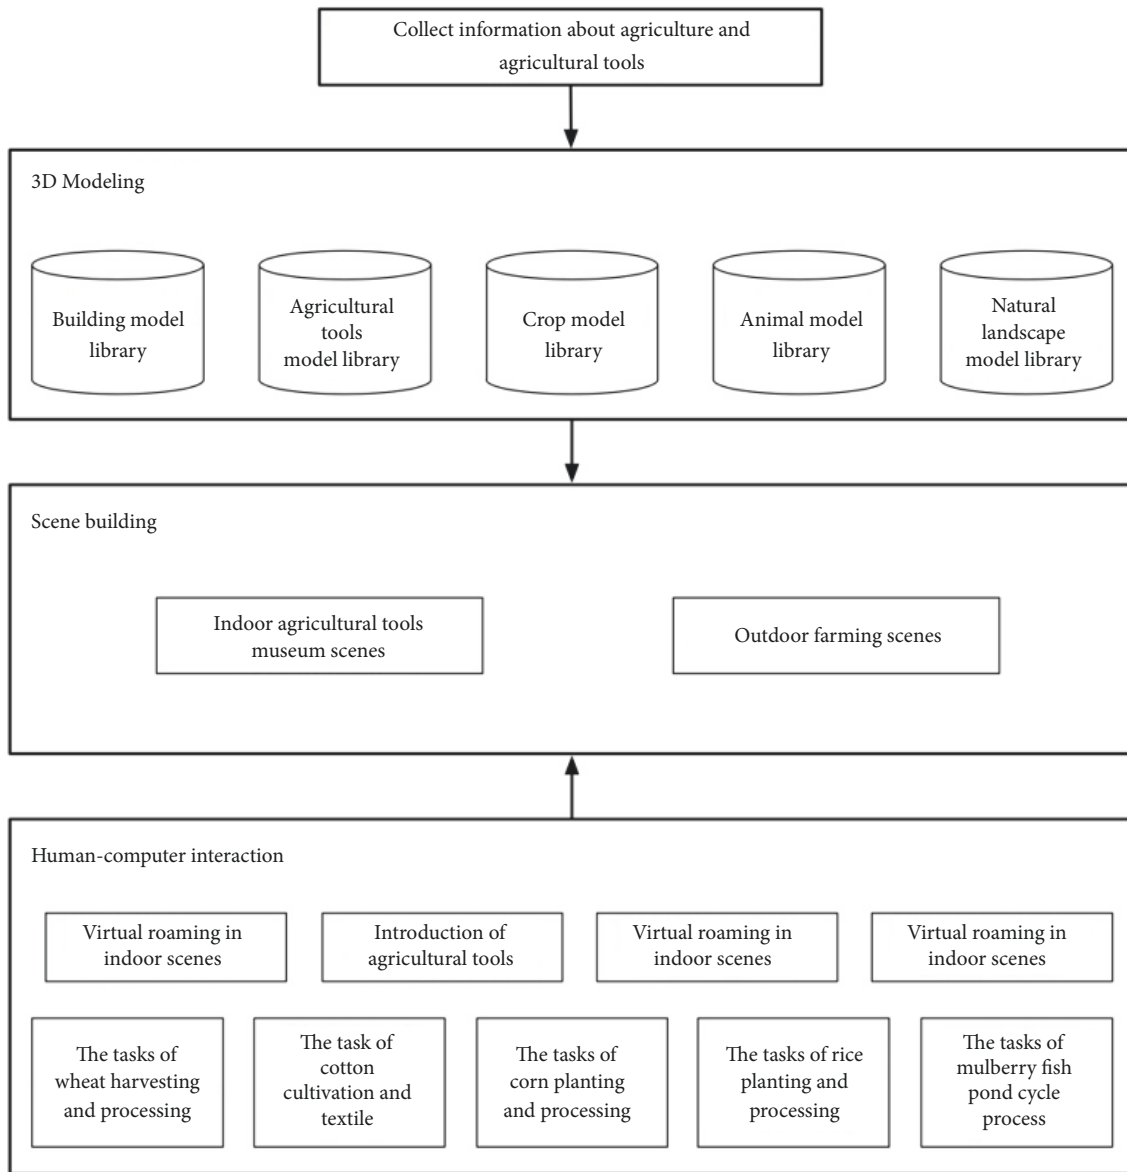 Collect information about agriculture and
agricultural tools
3D Modeling
Building model
library
Agricultural
tools
model library
Crop model
library
Animal model
library
Natural
landscape
model library
Scene building
Indoor agricultural tools
museum scenes
Outdoor farming scenes
Human-computer interaction
Virtual roaming in
indoor scenes
Introduction of
agricultural tools
Virtual roaming in
indoor scenes
Virtual roaming in
indoor scenes
The tasks of
wheat harvesting
and processing
The task of
cotton
cultivation and
textile
The tasks of
corn planting
and processing
The tasks of rice
planting and
processing
The tasks of
mulberry fish
pond cycle
process